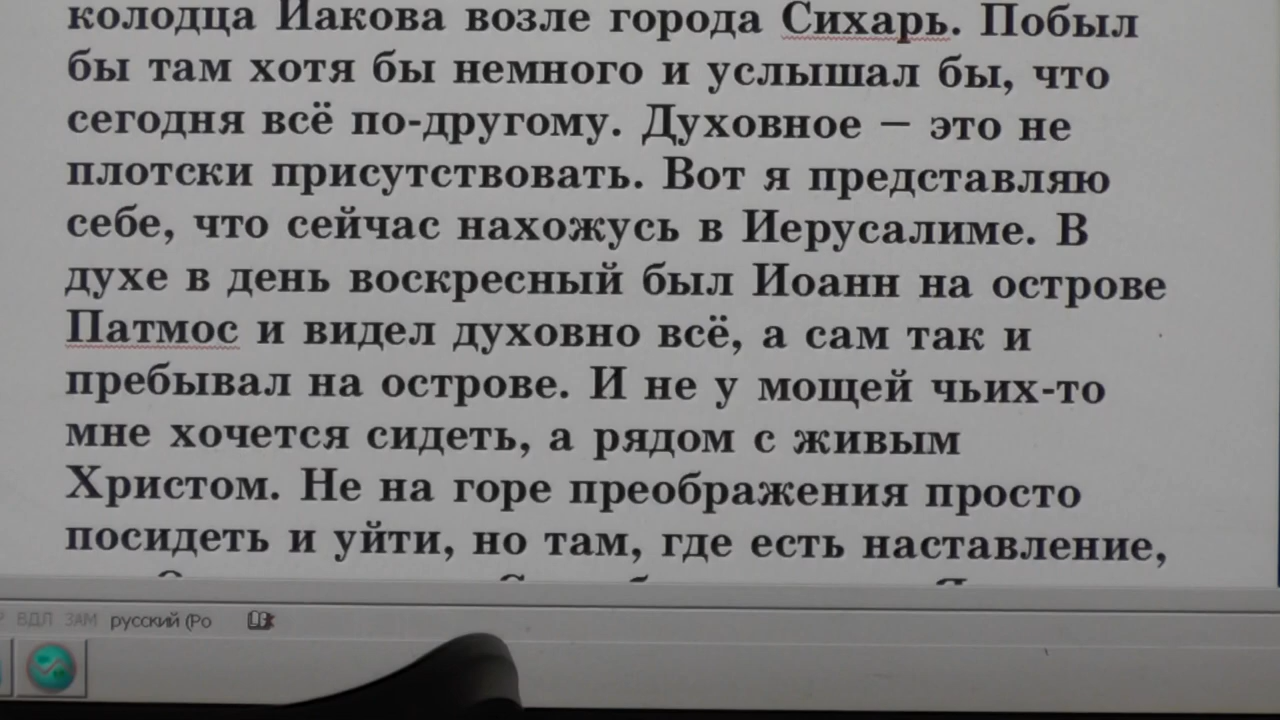 колодца Иакова возле города Сихарь. Побыл
бы там хотя бы немного и услышал бы, что
сегодня всё по-другому. Духовное – это не
плотски присутствовать. Вот я представляю
себе, что сейчас нахожусь в Иерусалиме. В
духе в день воскресный был Иоанн на острове
Патмос и видел духовно всё, а сам так и
пребывал на острове. И не у мощей чьих-то
мне хочется сидеть, а рядом с живым
Христом. Не на горе преображения просто
посидеть и уйти, но там, где есть наставление,
ВДЛ ЗАМ русский (Ро